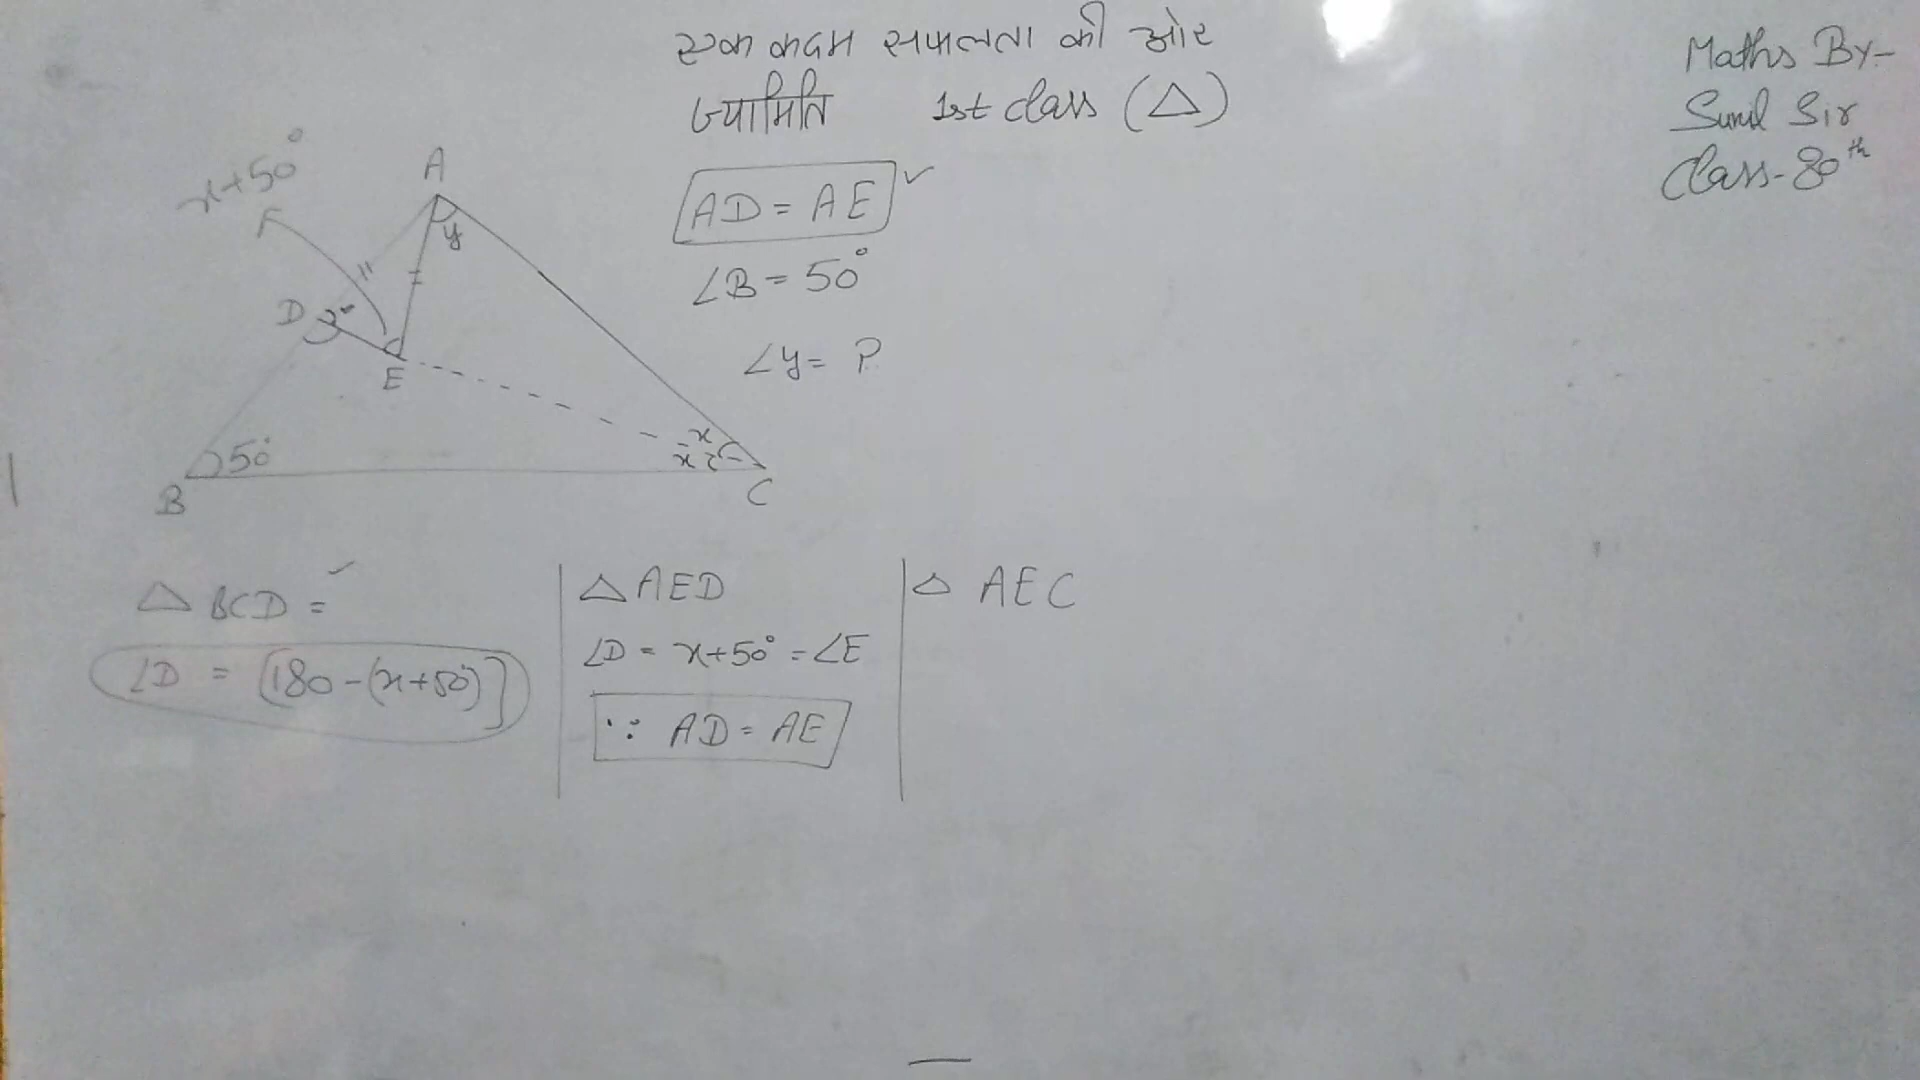 एक कदम सफलता की ओर
ज्यामिति 1st class (△)
Maths By-
Sunil Sir
Class-80th
x+50°
A
y
AD = AE ✓
∠B = 50°
∠y = ?
D
E
x
x
50°
B
C
△ BCD = ✓
∠D = [180-(x+50)]
△ AED
∠D = x+50° = ∠E
∵ AD = AE
△ AEC